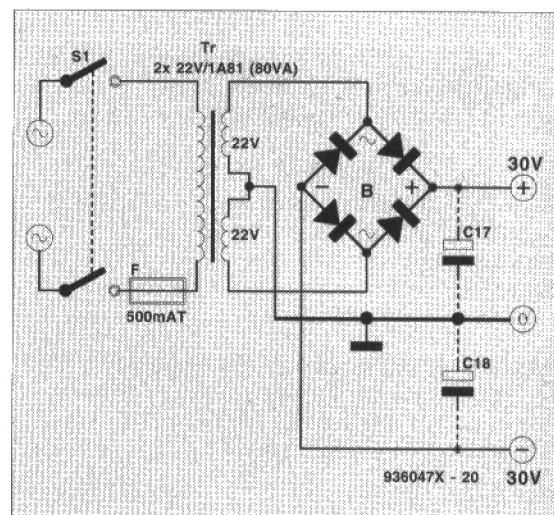 S1
Tr
2x 22V/1A81 (80VA)
22V
22V
B
−
+
30V
+
C17
F
500mAT
0
C18
−
936047X - 20
30V